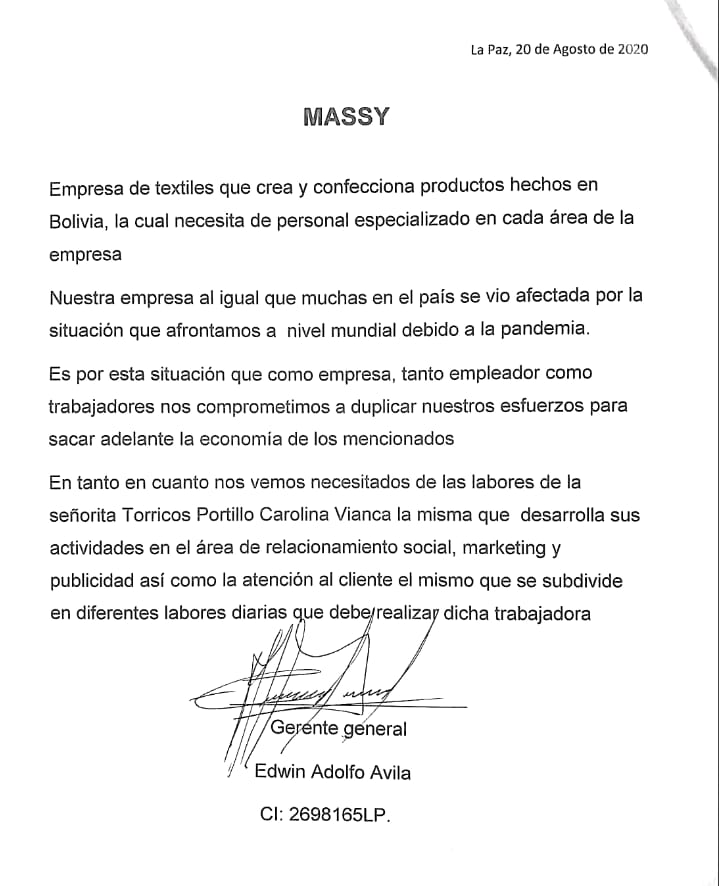 La Paz, 20 de Agosto de 2020
MASSY
Empresa de textiles que crea y confecciona productos hechos en
Bolivia, la cual necesita de personal especializado en cada área de la
empresa
Nuestra empresa al igual que muchas en el país se vio afectada por la
situación que afrontamos a nivel mundial debido a la pandemia.
Es por esta situación que como empresa, tanto empleador como
trabajadores nos comprometimos a duplicar nuestros esfuerzos para
sacar adelante la economía de los mencionados
En tanto en cuanto nos vemos necesitados de las labores de la
señorita Torricos Portillo Carolina Vianca la misma que desarrolla sus
actividades en el área de relacionamiento social, marketing y
publicidad así como la atención al cliente el mismo que se subdivide
en diferentes labores diarias que debe realizar dicha trabajadora
Gerente general
Edwin Adolfo Avila
CI: 2698165LP.